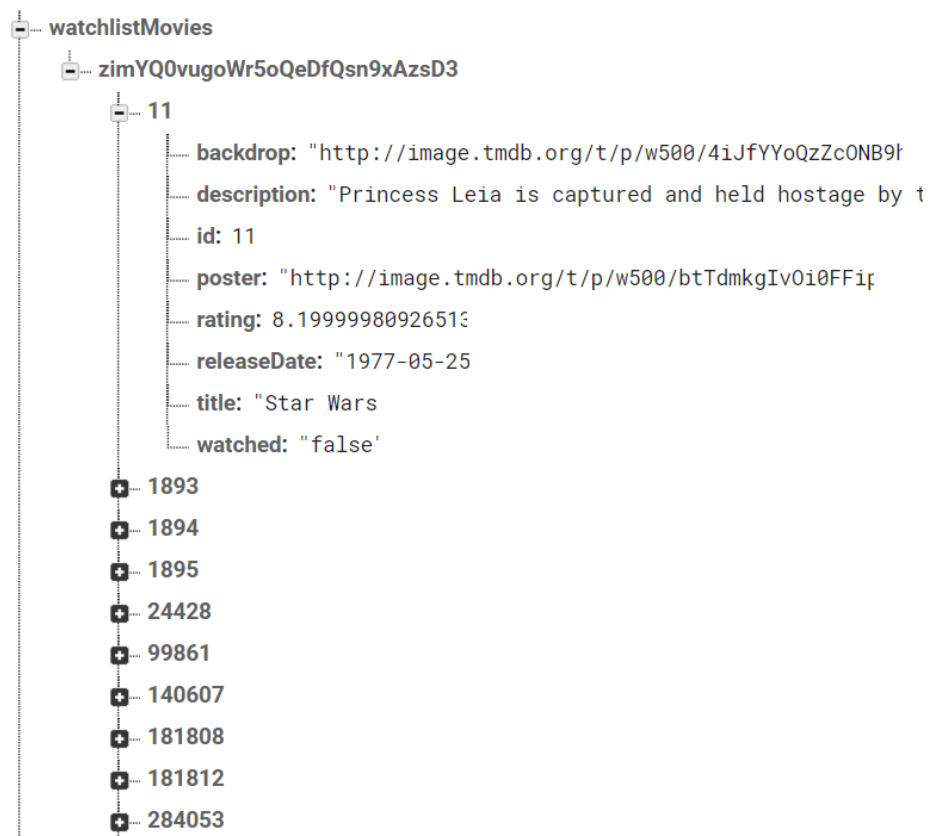 watchlistMovies
zimYQ0vugoWr5oQeDfQsn9xAzsD3
11
backdrop: "http://image.tmdb.org/t/p/w500/4iJfYYoQzZcONB9h
description: "Princess Leia is captured and held hostage by t
id: 11
poster: "http://image.tmdb.org/t/p/w500/btTdmkgIvOi0FFip
rating: 8.19999980926513
releaseDate: "1977-05-25
title: "Star Wars
watched: "false'
1893
1894
1895
24428
99861
140607
181808
181812
284053